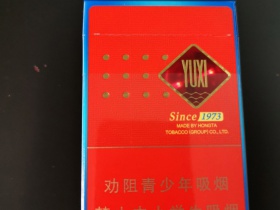 YUXI
Since 1973
MADE BY HONGTA
TOBACCO (GROUP) CO., LTD.
劝阻青少年吸烟